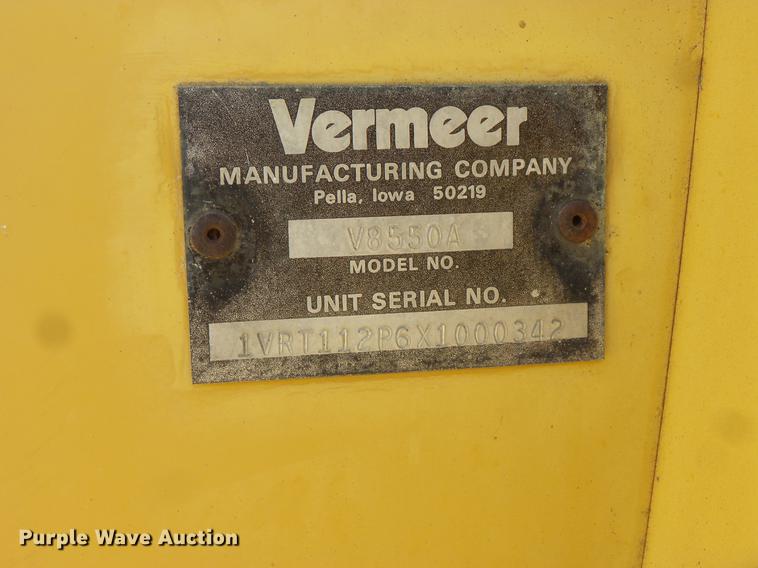 Vermeer
MANUFACTURING COMPANY
Pella, Iowa 50219
V8550A
MODEL NO.
UNIT SERIAL NO.
1VRT112P6X1000342
Purple Wave Auction